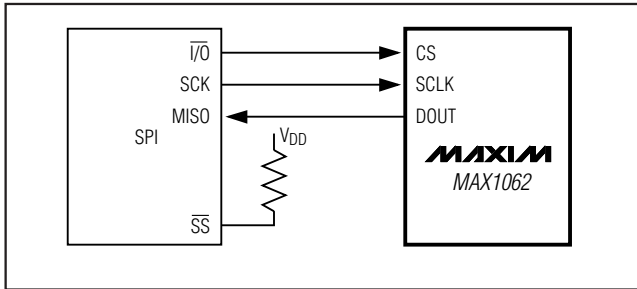 I/O
CS
SCK
SCLK
MISO
DOUT
SPI
VDD
MAXIM
MAX1062
SS